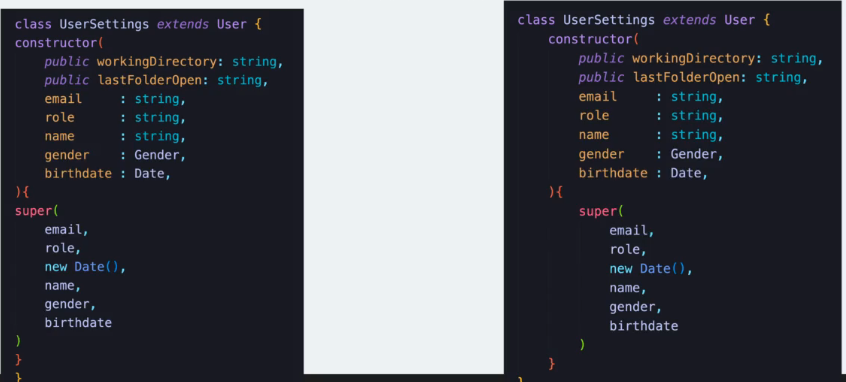 class UserSettings extends User {
constructor(
    public workingDirectory: string,
    public lastFolderOpen: string,
    email     : string,
    role      : string,
    name      : string,
    gender    : Gender,
    birthdate : Date,
){
super(
    email,
    role,
    new Date(),
    name,
    gender,
    birthdate
)
}
}
class UserSettings extends User {
    constructor(
        public workingDirectory: string,
        public lastFolderOpen: string,
        email     : string,
        role      : string,
        name      : string,
        gender    : Gender,
        birthdate : Date,
    ){
        super(
            email,
            role,
            new Date(),
            name,
            gender,
            birthdate
        )
    }
}